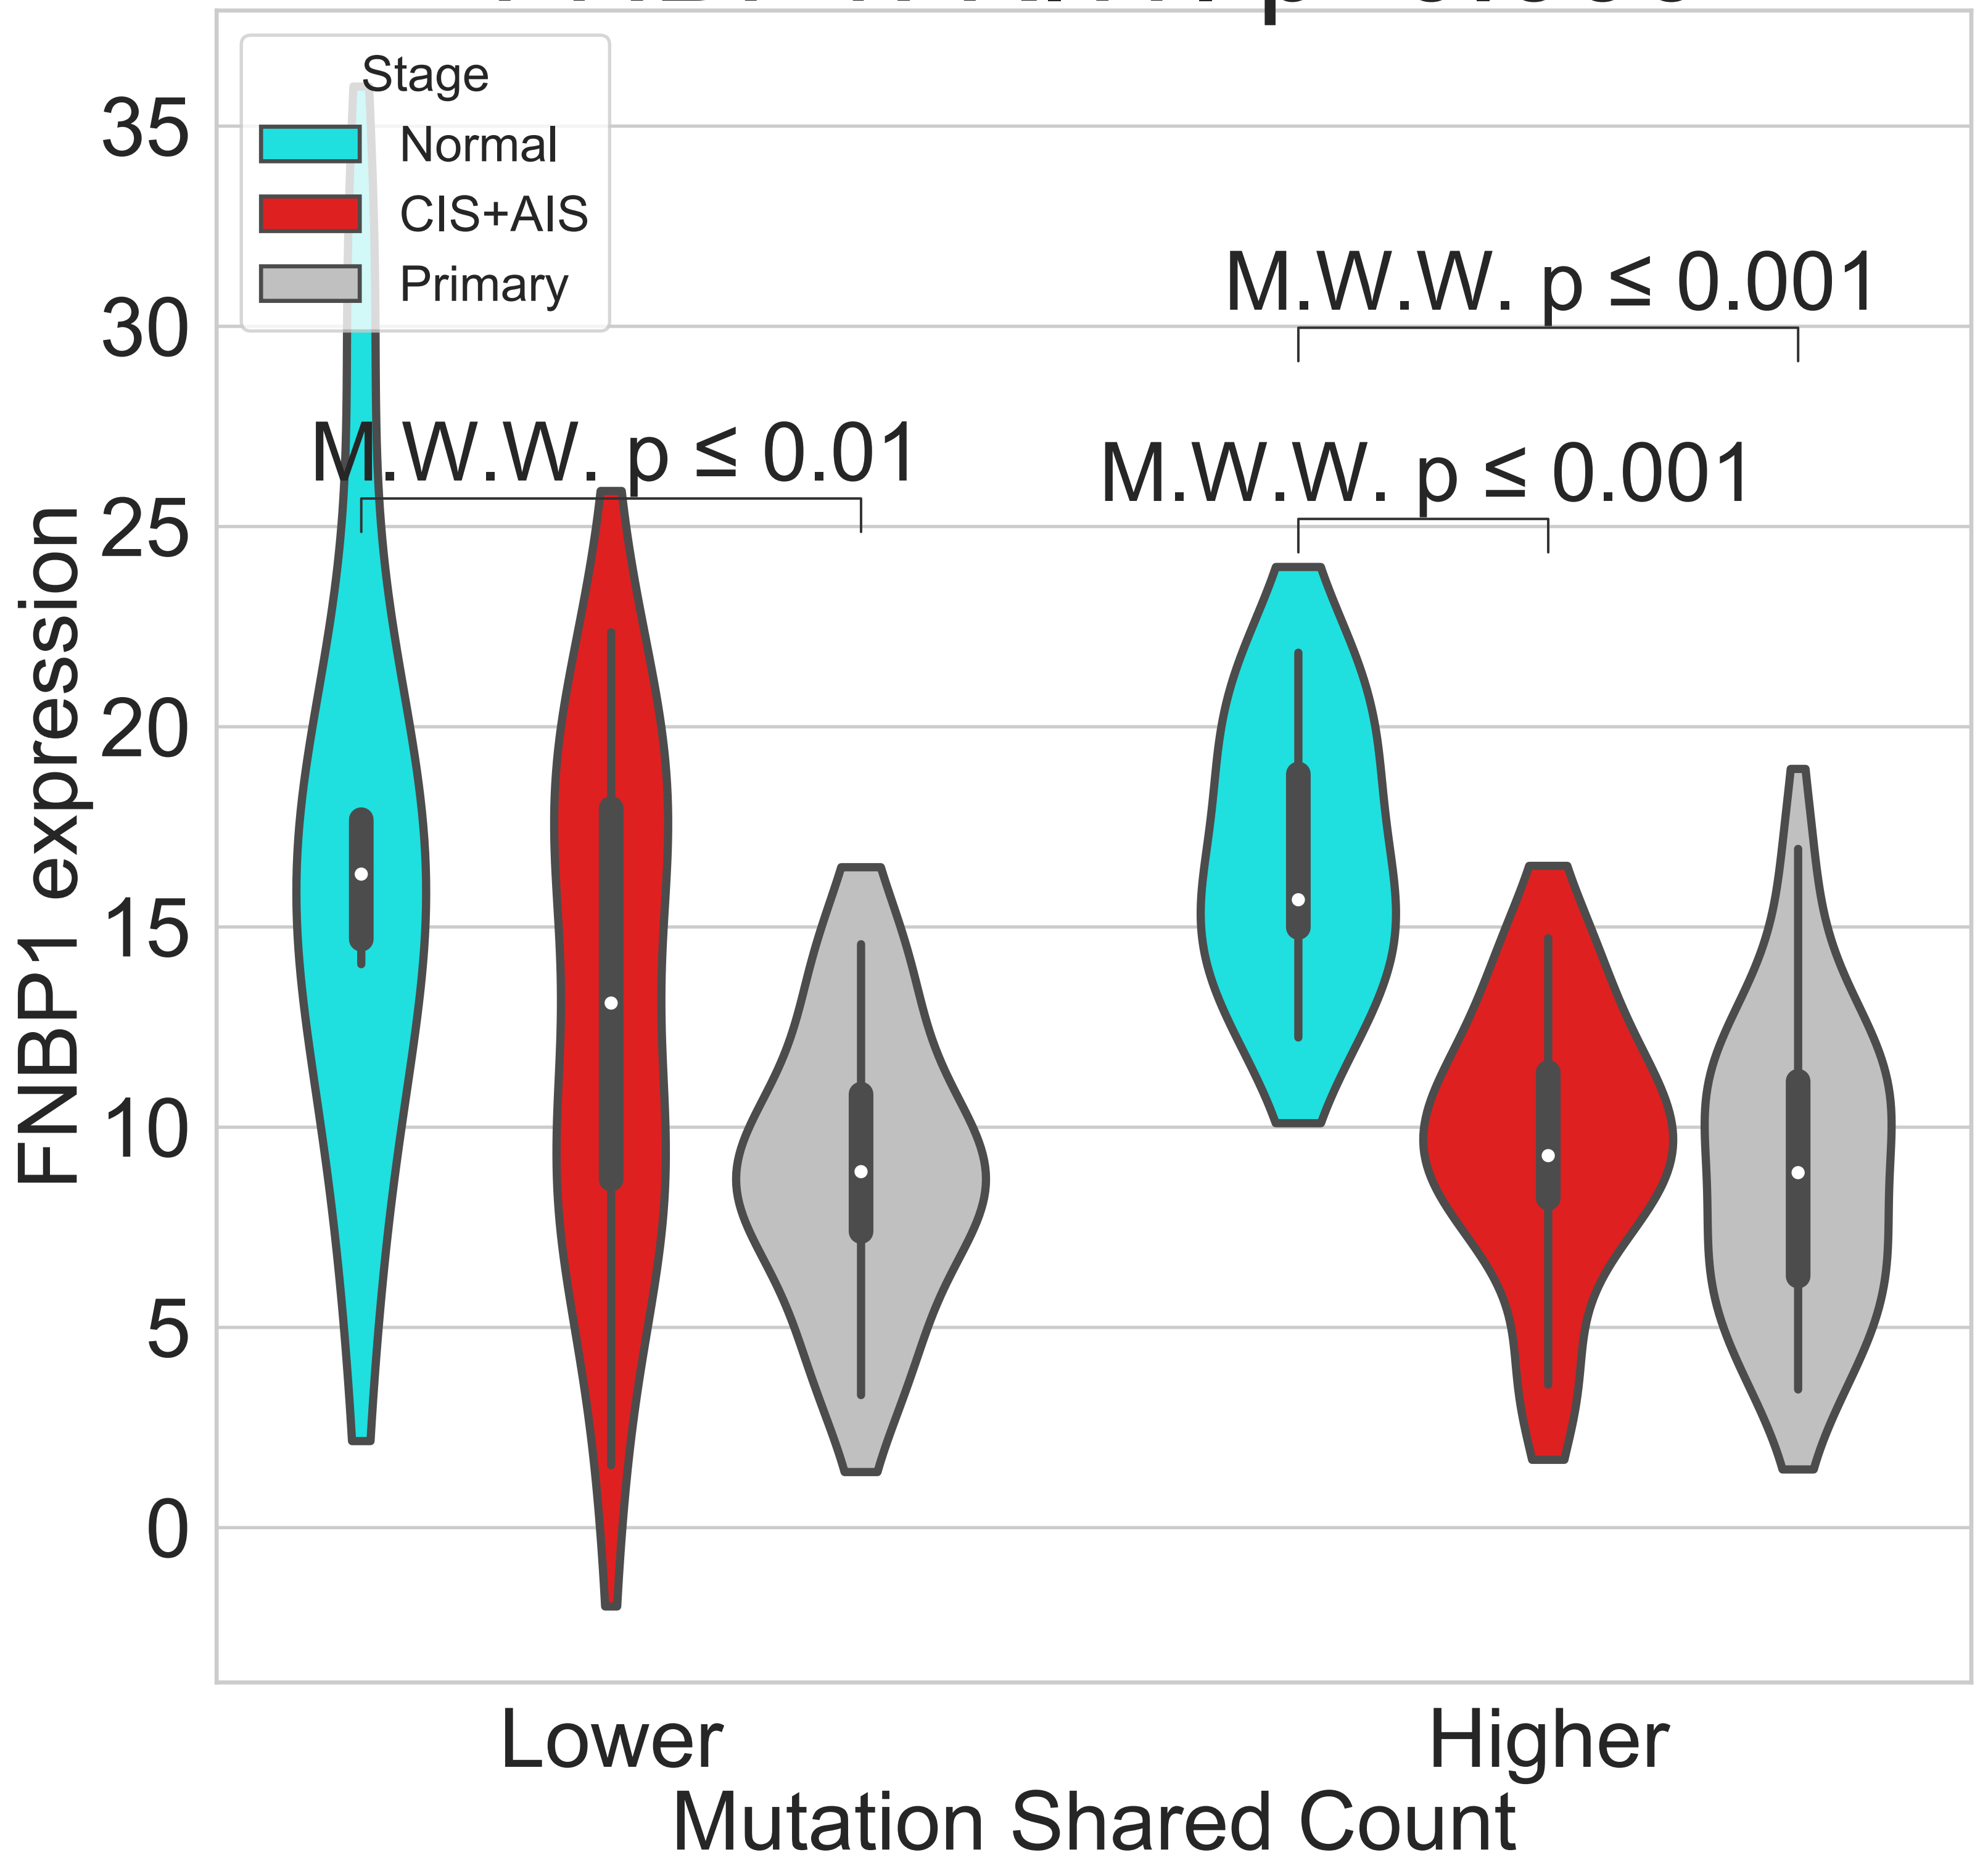 Stage
Normal
CIS+AIS
Primary
35
30
25
20
15
10
5
0
FNBP1 expression
M.W.W. p ≤ 0.01
M.W.W. p ≤ 0.001
M.W.W. p ≤ 0.001
Lower
Higher
Mutation Shared Count